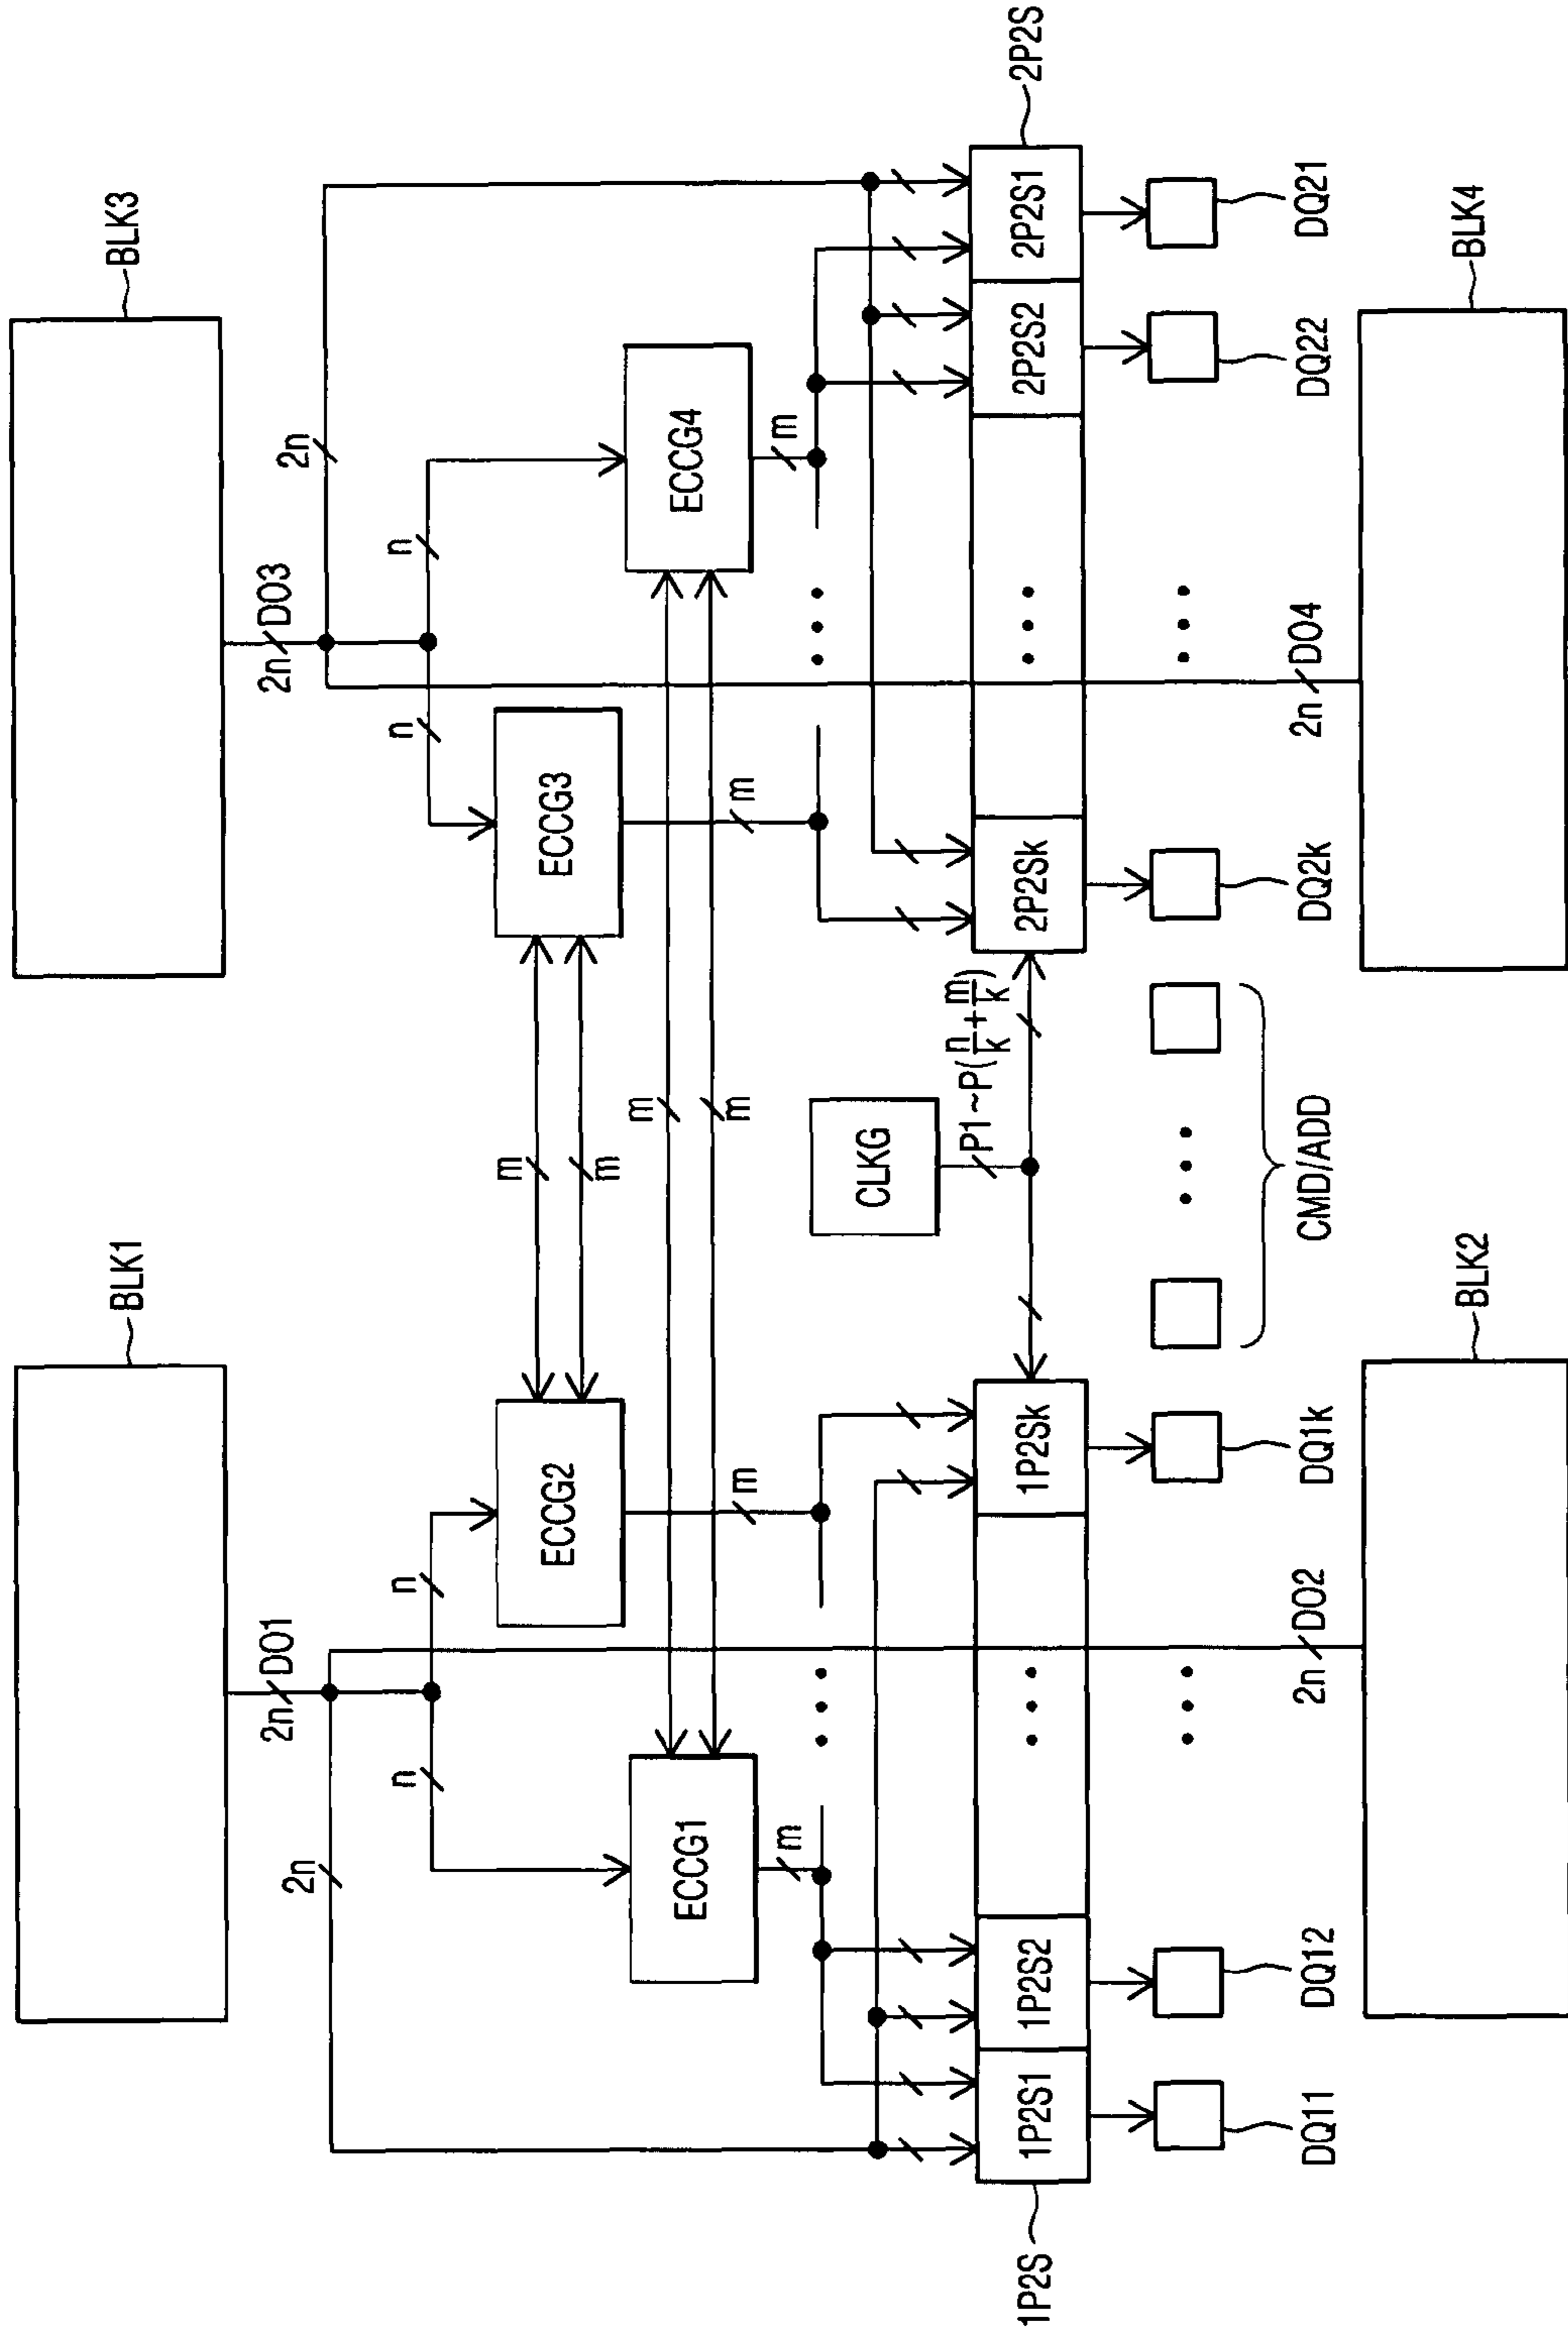 BLK1
BLK3
2n
DO1
2n
DO3
2n
2n
n
n
n
n
ECCG2
m
m
ECCG3
ECCG1
m
m
ECCG4
m
m
m
m
CLKG
P1~P(n/k+m/k)
1P2S
1P2S1
1P2S2
...
1P2Sk
2P2Sk
...
2P2S2
2P2S1
2P2S
... 
...
...
...
...
DQ11
DQ12
2n
DO2
DQ1k
CMD/ADD
DQ2k
2n
DO4
DQ22
DQ21
BLK2
BLK4